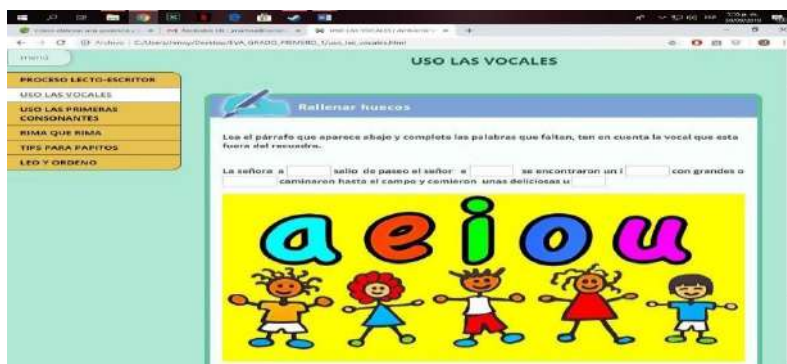 Archivo
menú
USO LAS VOCALES
PROCESO LECTO-ESCRITOR
USO LAS VOCALES
USO LAS PRIMERAS
CONSONANTES
RIMA QUE RIMA
TIPS PARA PAPITOS
LEO Y ORDENO
Rellenar huecos
Lea el párrafo que aparece abajo y complete las palabras que faltan, ten en cuenta la vocal que esta
fuera del recuadro.
La señora a salio de paseo el señor e se encontraron un i con grandes o
caminaron hasta el campo y comieron unas deliciosas u
a e i o u